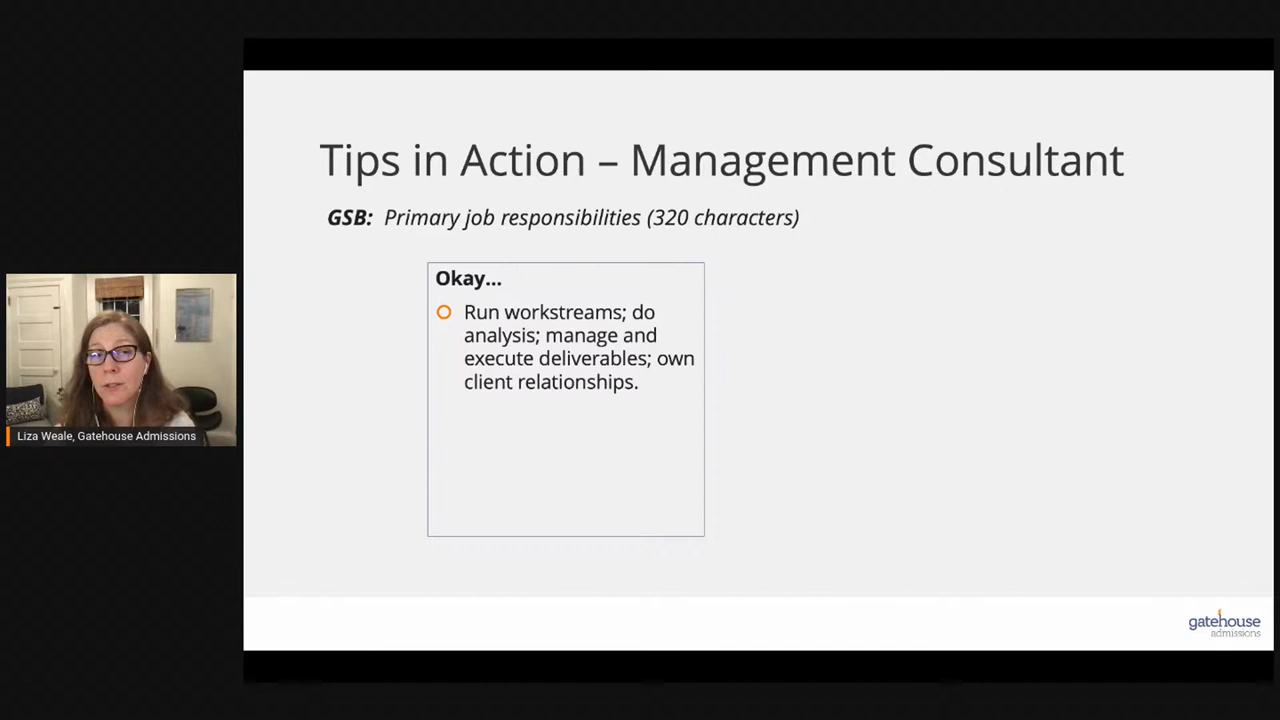 Tips in Action – Management Consultant
GSB: Primary job responsibilities (320 characters)
Okay...
Run workstreams; do
analysis; manage and
execute deliverables; own
client relationships.
Liza Weale, Gatehouse Admissions
gatehouse
admissions